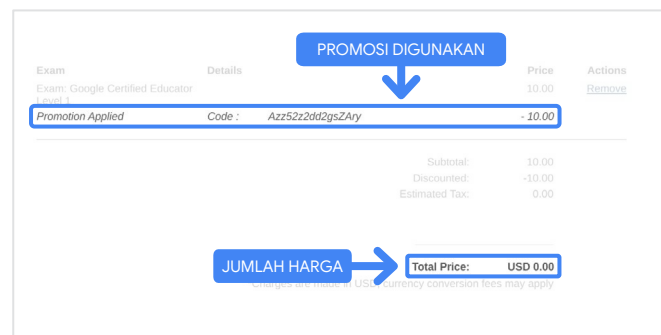 PROMOSI DIGUNAKAN
Exam Details Price Actions
Exam: Google Certified Educator 10.00 Remove
Level 1
Promotion Applied Code : Azz52z2dd2gsZAry - 10.00
Subtotal: 10.00
Discounted: -10.00
Estimated Tax: 0.00
JUMLAH HARGA Total Price: USD 0.00
Charges are made in USD, currency conversion fees may apply